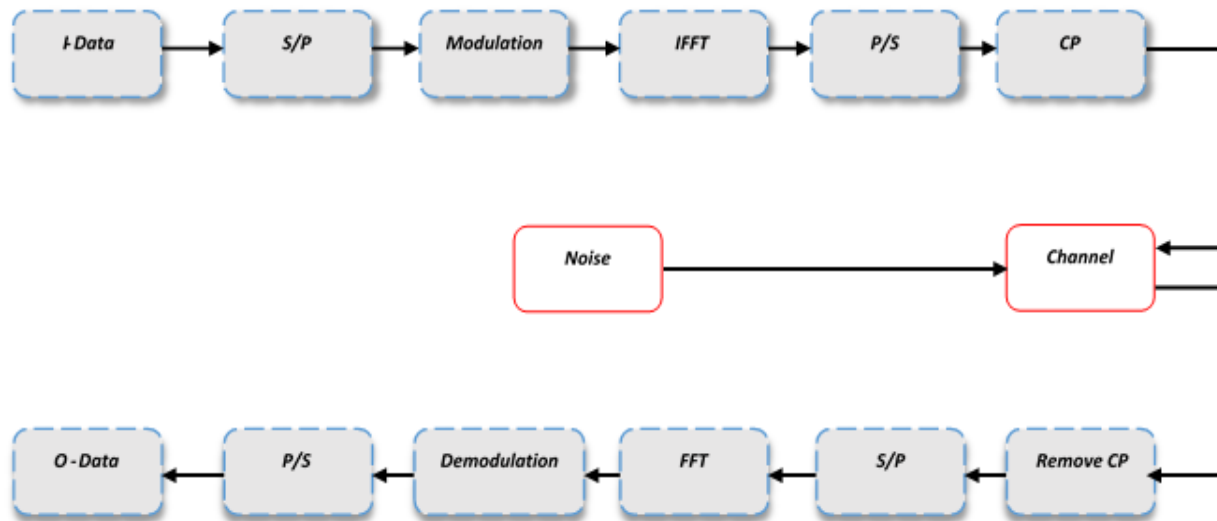 I-Data
S/P
Modulation
IFFT
P/S
CP
Noise
Channel
O - Data
P/S
Demodulation
FFT
S/P
Remove CP